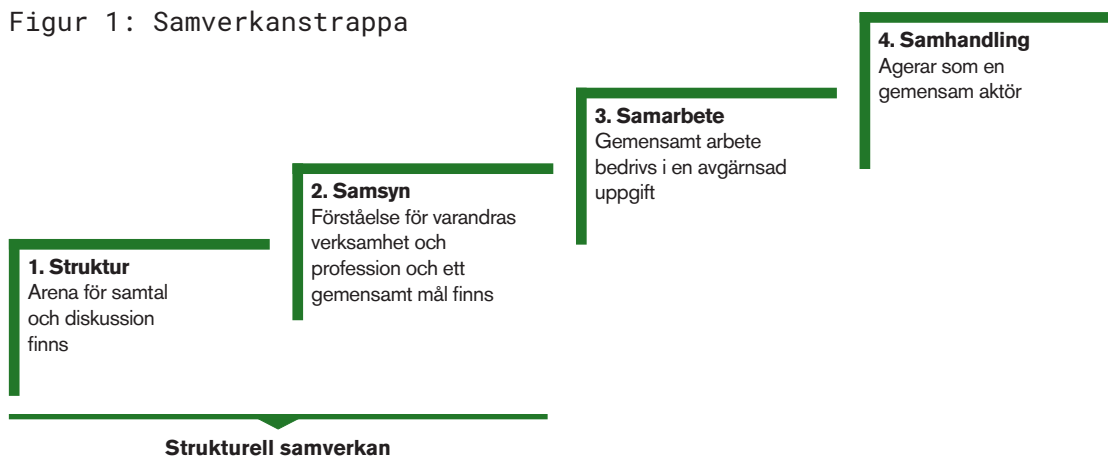 Figur 1: Samverkanstrappa
1. Struktur
Arena för samtal
och diskussion
finns
2. Samsyn
Förståelse för varandras
verksamhet och
profession och ett
gemensamt mål finns
3. Samarbete
Gemensamt arbete
bedrivs i en avgärnsad
uppgift
4. Samhandling
Agerar som en
gemensam aktör
Strukturell samverkan